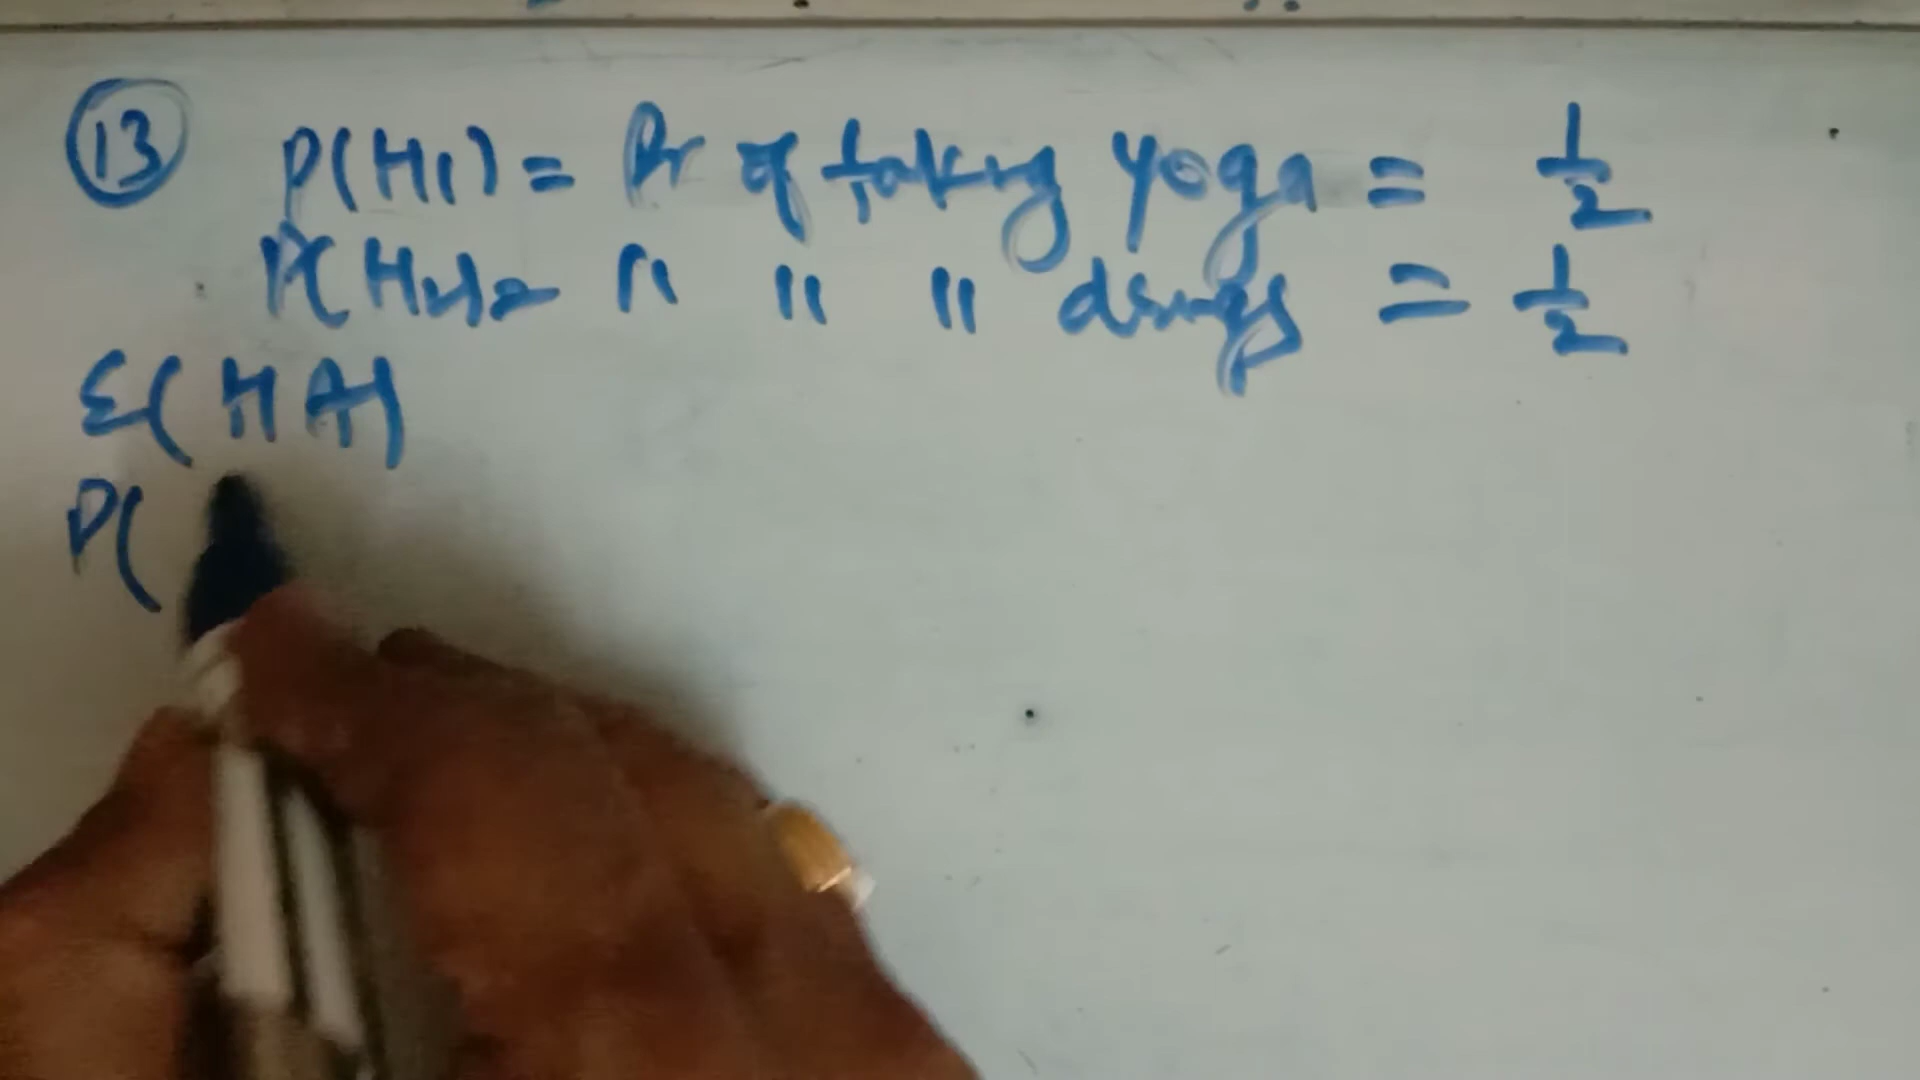 13 P(H1) = Pr of taking yoga = 1/2
P(H2) = " " " drugs = 1/2
E(HA)
P(